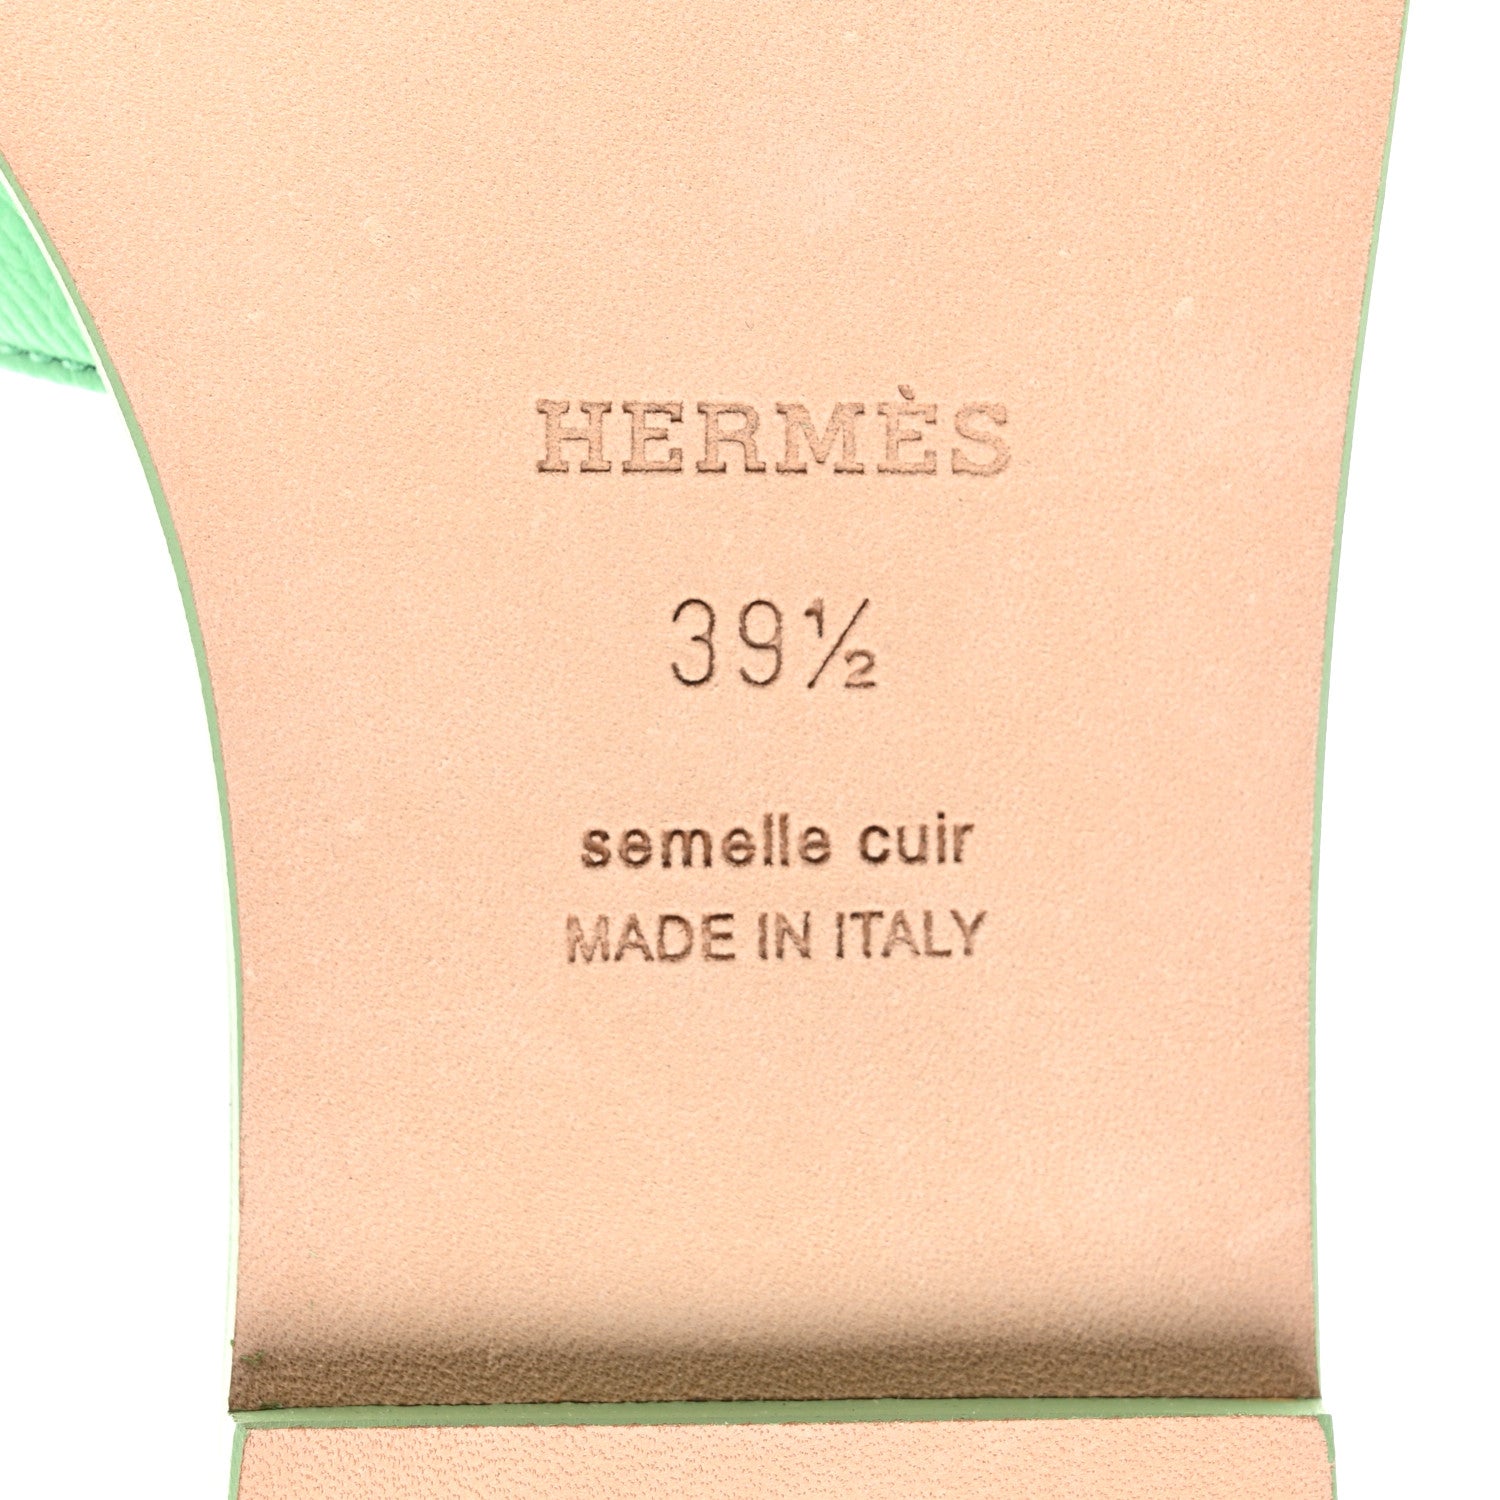 HERMÈS
39½
semelle cuir
MADE IN ITALY